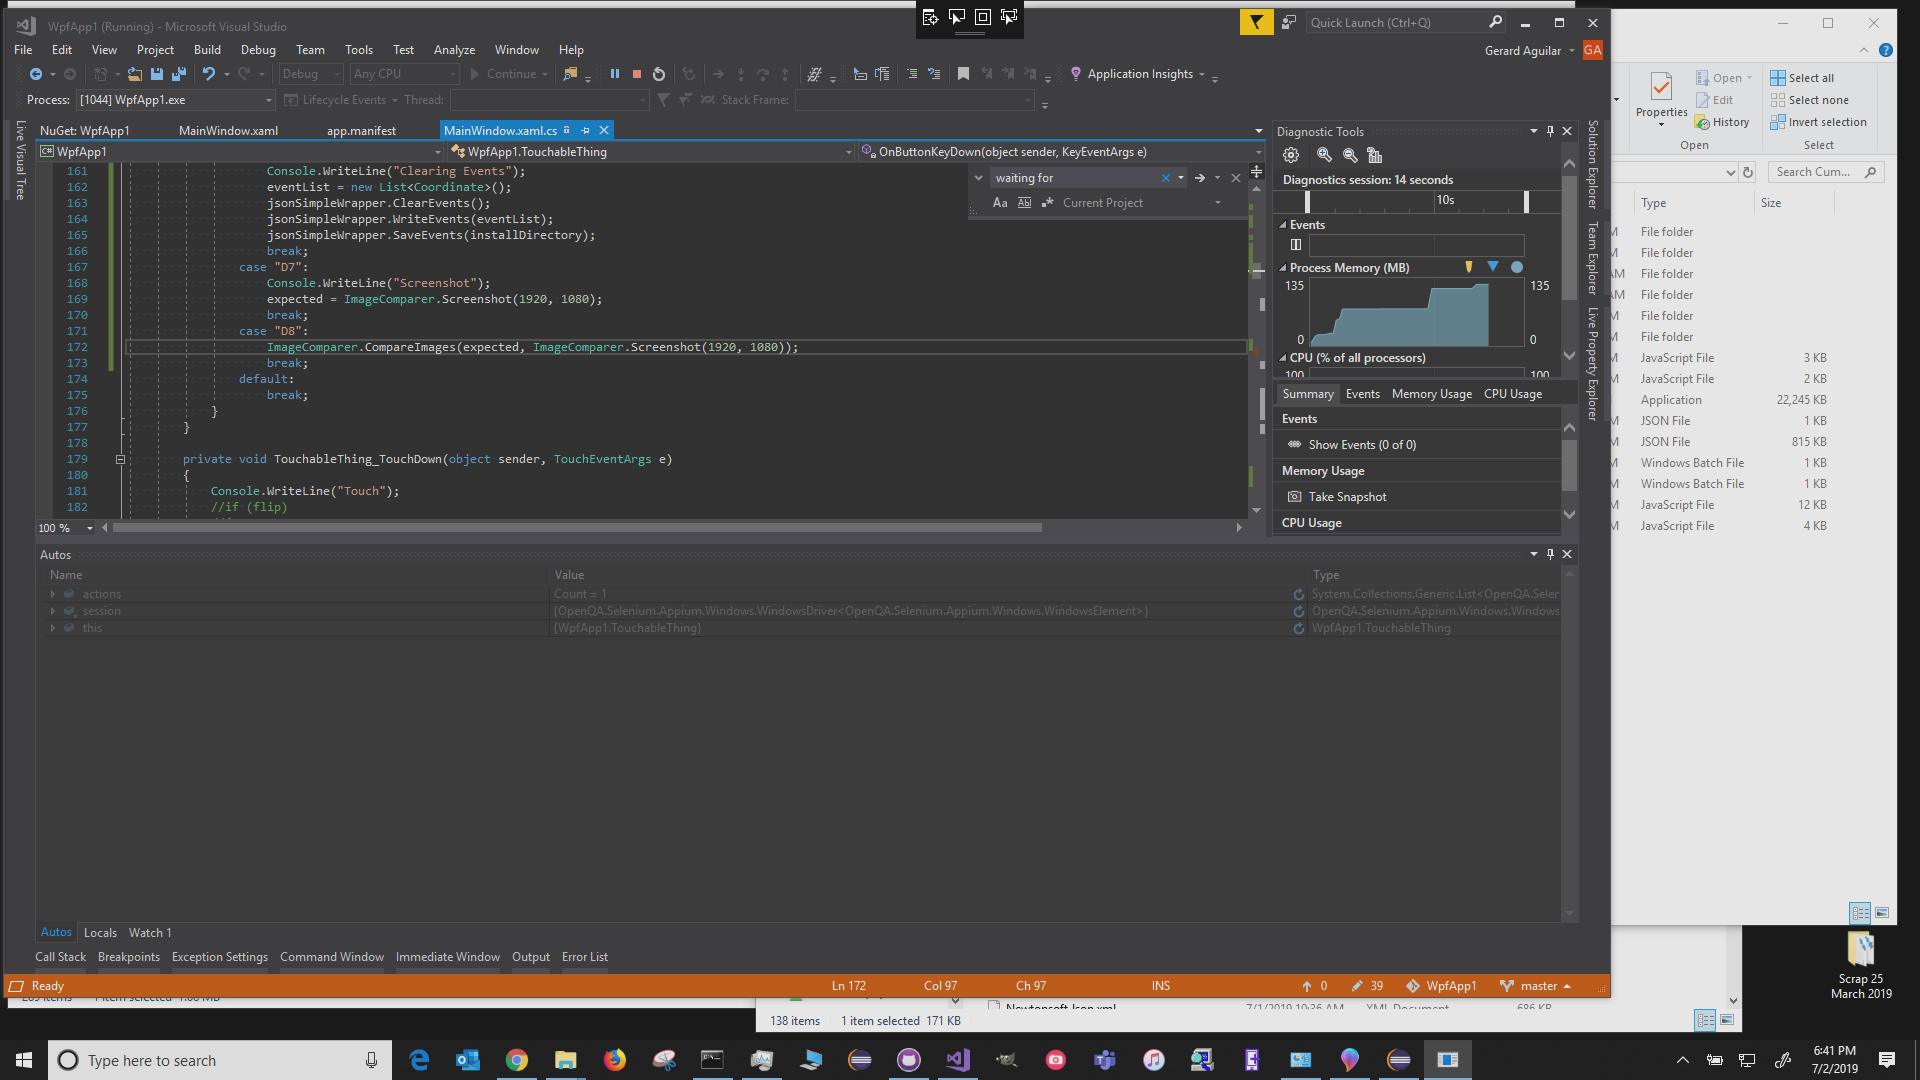 WpfApp1 (Running) - Microsoft Visual Studio
Quick Launch (Ctrl+Q)
File Edit View Project Build Debug Team Tools Test Analyze Window Help
Gerard Aguilar GA
Debug Any CPU Continue Application Insights
Process: [1044] WpfApp1.exe Lifecycle Events Thread: Stack Frame:
Live Visual Tree
NuGet: WpfApp1 MainWindow.xaml app.manifest MainWindow.xaml.cs
C# WpfApp1 WpfApp1.TouchableThing OnButtonKeyDown(object sender, KeyEventArgs e)
waiting for
Aa Abl Current Project
161 Console.WriteLine("Clearing Events");
162 eventList = new List<Coordinate>();
163 jsonSimpleWrapper.ClearEvents();
164 jsonSimpleWrapper.WriteEvents(eventList);
165 jsonSimpleWrapper.SaveEvents(installDirectory);
166 break;
167 case "D7":
168 Console.WriteLine("Screenshot");
169 expected = ImageComparer.Screenshot(1920, 1080);
170 break;
171 case "D8":
172 ImageComparer.CompareImages(expected, ImageComparer.Screenshot(1920, 1080));
173 break;
174 default:
175 break;
176 }
177 }
178
179 private void TouchableThing_TouchDown(object sender, TouchEventArgs e)
180 {
181 Console.WriteLine("Touch");
182 //if (flip)
100 %
Diagnostic Tools
Diagnostics session: 14 seconds
10s
Events
Process Memory (MB)
135 135
0 0
CPU (% of all processors)
100 100
Summary Events Memory Usage CPU Usage
Events
Show Events (0 of 0)
Memory Usage
Take Snapshot
CPU Usage
Solution Explorer
Team Explorer
Live Property Explorer
Autos
Name Value Type
actions Count = 1 System.Collections.Generic.List<OpenQA.Selen
session {OpenQA.Selenium.Appium.Windows.WindowsDriver<OpenQA.Selenium.Appium.Windows.WindowsElement>} OpenQA.Selenium.Appium.Windows.Windows
this {WpfApp1.TouchableThing} WpfApp1.TouchableThing
Autos Locals Watch 1
Call Stack Breakpoints Exception Settings Command Window Immediate Window Output Error List
Ready Ln 172 Col 97 Ch 97 INS 0 39 WpfApp1 master
Properties
Open
Edit
History
Open
Select all
Select none
Invert selection
Select
Search Cum...
Type Size
File folder
File folder
File folder
File folder
File folder
File folder
JavaScript File 3 KB
JavaScript File 2 KB
Application 22,245 KB
JSON File 1 KB
JSON File 815 KB
Windows Batch File 1 KB
Windows Batch File 1 KB
JavaScript File 12 KB
JavaScript File 4 KB
Scrap 25
March 2019
Newtonsoft.Json.xml 7/1/2019 10:36 AM XML Document 686 KB
138 items 1 item selected 171 KB
Type here to search
6:41 PM
7/2/2019